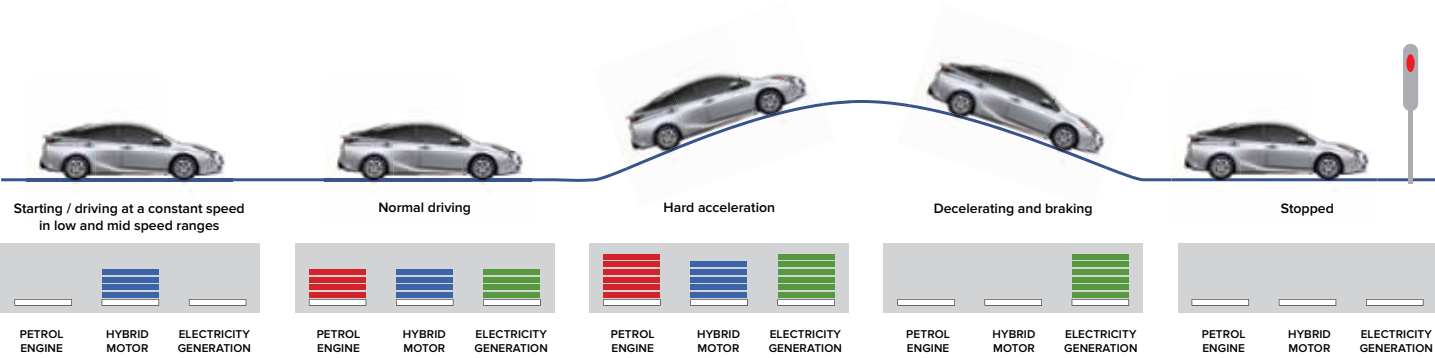 Starting / driving at a constant speed
in low and mid speed ranges
Normal driving
Hard acceleration
Decelerating and braking
Stopped
PETROL
ENGINE
HYBRID
MOTOR
ELECTRICITY
GENERATION
PETROL
ENGINE
HYBRID
MOTOR
ELECTRICITY
GENERATION
PETROL
ENGINE
HYBRID
MOTOR
ELECTRICITY
GENERATION
PETROL
ENGINE
HYBRID
MOTOR
ELECTRICITY
GENERATION
PETROL
ENGINE
HYBRID
MOTOR
ELECTRICITY
GENERATION